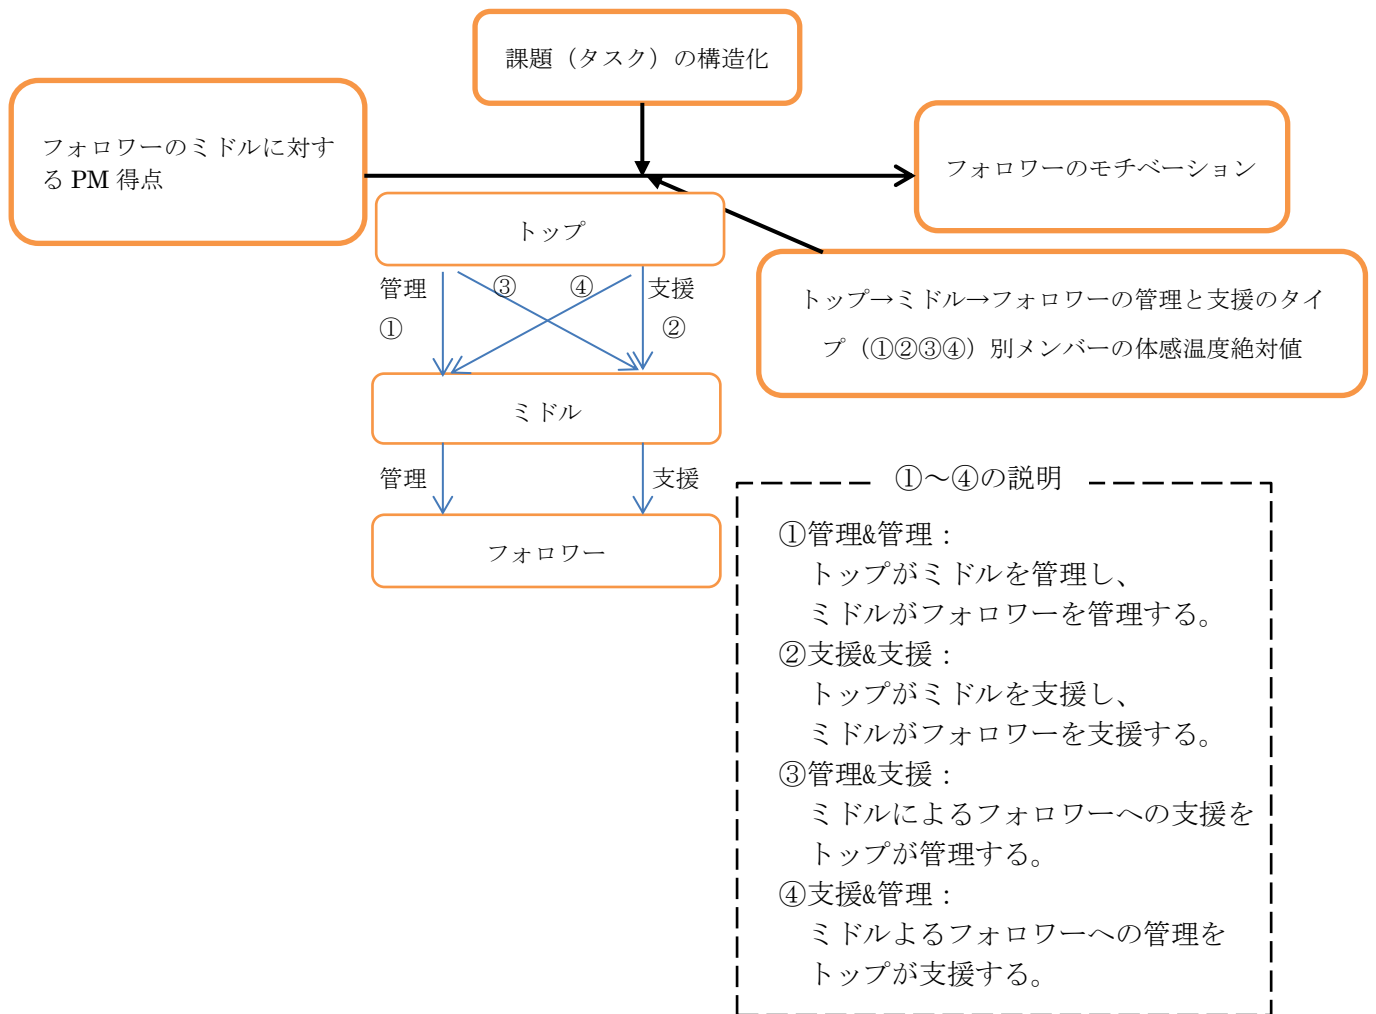 課題（タスク）の構造化
フォロワーのミドルに対す
る PM 得点
フォロワーのモチベーション
トップ
管理
③
④
支援
①
②
トップ→ミドル→フォロワーの管理と支援のタイ
プ（①②③④）別メンバーの体感温度絶対値
ミドル
管理
支援
フォロワー
①～④の説明
①管理&管理：
トップがミドルを管理し、
ミドルがフォロワーを管理する。
②支援&支援：
トップがミドルを支援し、
ミドルがフォロワーを支援する。
③管理&支援：
ミドルによるフォロワーへの支援を
トップが管理する。
④支援&管理：
ミドルよるフォロワーへの管理を
トップが支援する。